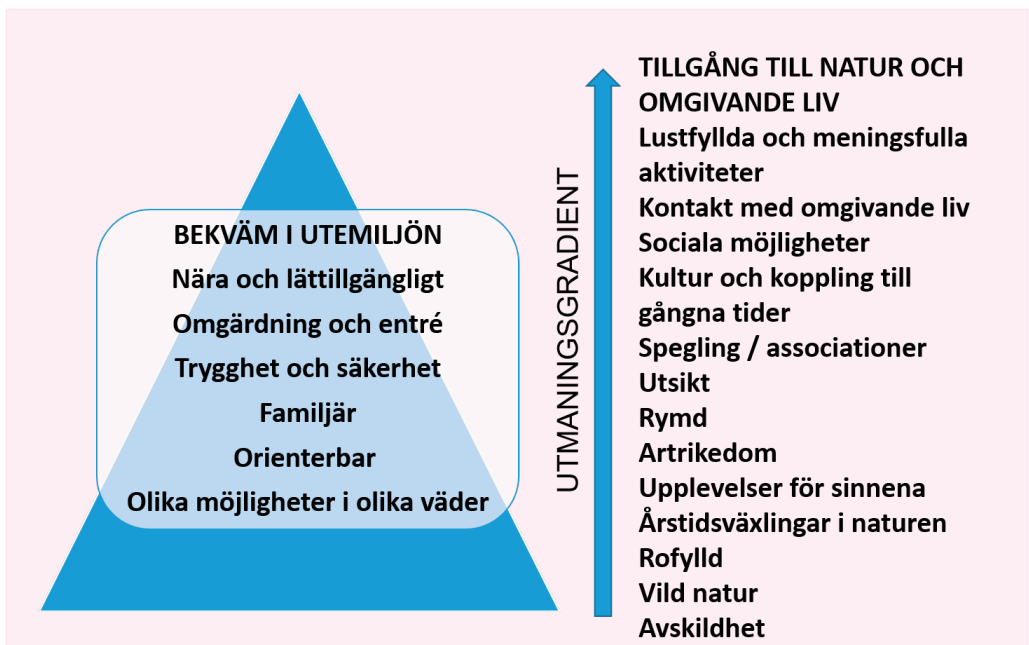 BEKVÄM I UTEMILJÖN
Nära och lättillgängligt
Omgärdning och entré
Trygghet och säkerhet
Familjär
Orienterbar
Olika möjligheter i olika väder
UTMANINGSGRADIENT
TILLGÅNG TILL NATUR OCH
OMGIVANDE LIV
Lustfyllda och meningsfulla
aktiviteter
Kontakt med omgivande liv
Sociala möjligheter
Kultur och koppling till
gångna tider
Spegling / associationer
Utsikt
Rymd
Artrikedom
Upplevelser för sinnena
Årstidsväxlingar i naturen
Rofylld
Vild natur
Avskildhet